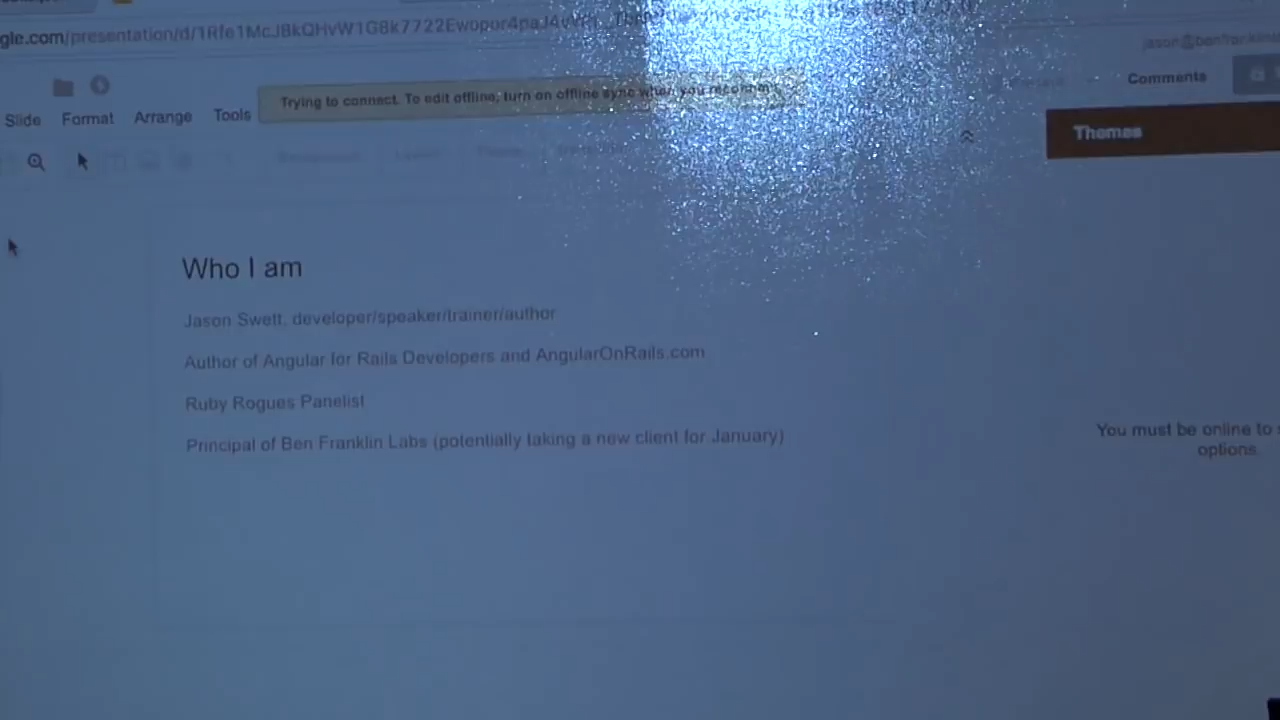 Comments
Trying to connect. To edit offline, turn on offline sync when you reconnect.
Slide Format Arrange Tools
Themes
Who I am
Jason Swett, developer/speaker/trainer/author
Author of Angular for Rails Developers and AngularOnRails.com
Ruby Rogues Panelist
Principal of Ben Franklin Labs (potentially taking a new client for January)
You must be online to
options.